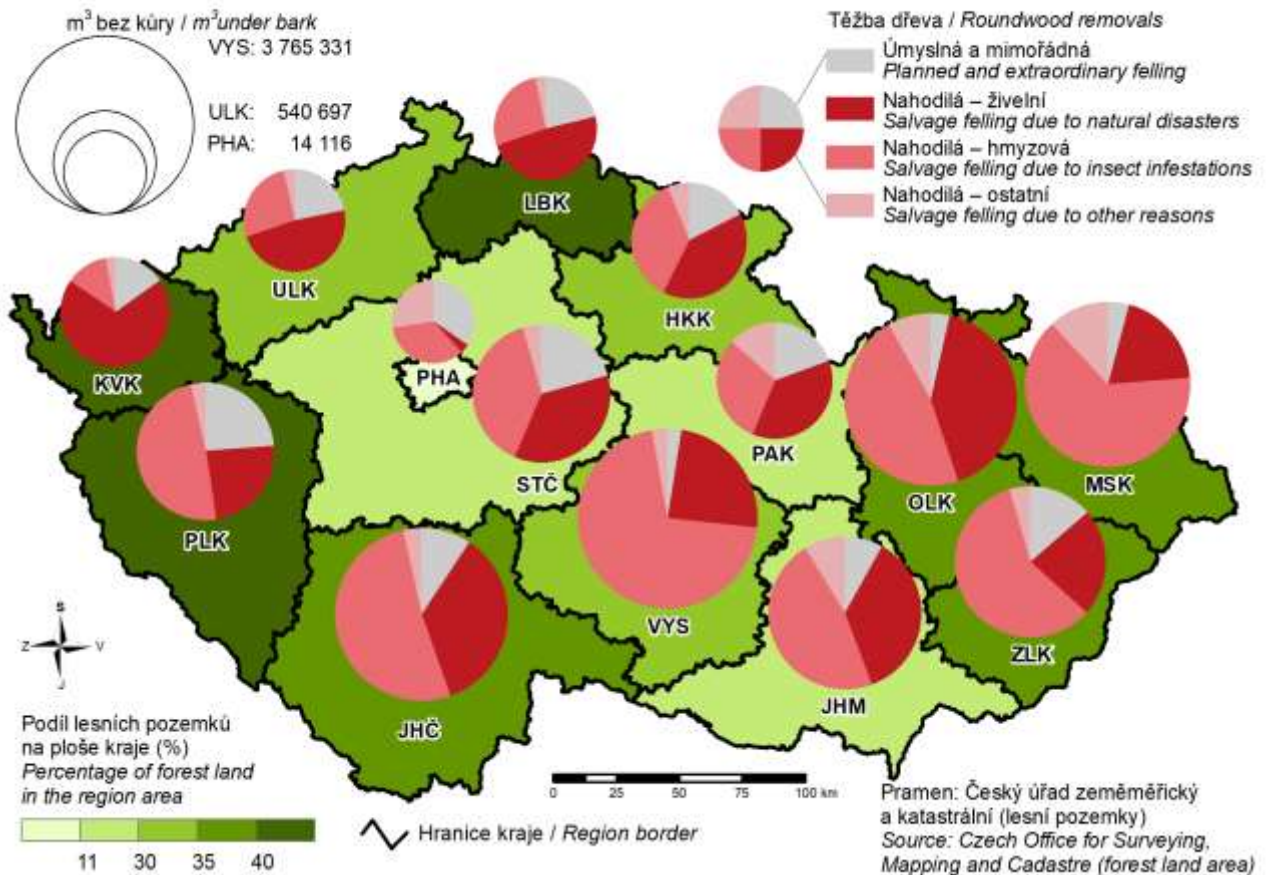 m³ bez kůry / m³under bark
VYS: 3 765 331
ULK: 540 697
PHA: 14 116
Těžba dřeva / Roundwood removals
Úmyslná a mimořádná
Planned and extraordinary felling
Nahodilá – živelní
Salvage felling due to natural disasters
Nahodilá – hmyzová
Salvage felling due to insect infestations
Nahodilá – ostatní
Salvage felling due to other reasons
LBK
ULK
HKK
KVK
PHA
PAK
STČ
OLK
MSK
PLK
VYS
ZLK
JHM
JHČ
S
Z
V
J
Podíl lesních pozemků
na ploše kraje (%)
Percentage of forest land
in the region area
11 30 35 40
Hranice kraje / Region border
0 25 50 75 100 km
Pramen: Český úřad zeměměřický
a katastrální (lesní pozemky)
Source: Czech Office for Surveying,
Mapping and Cadastre (forest land area)